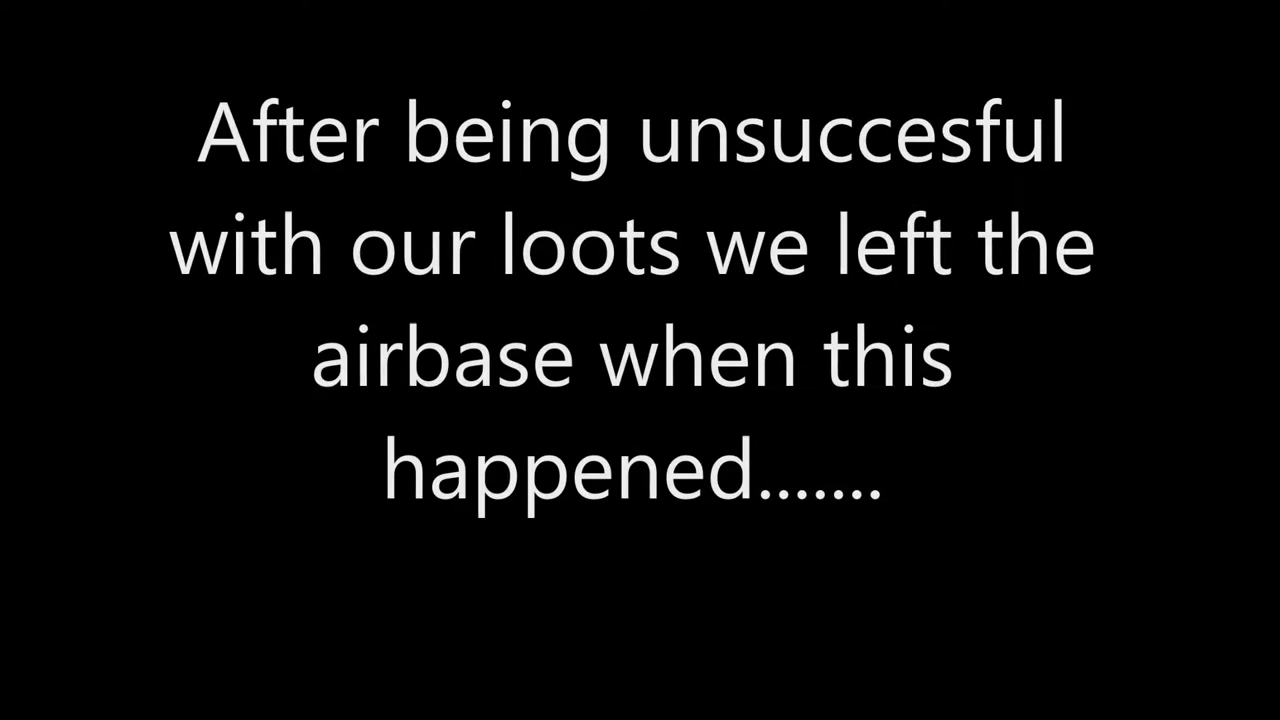 After being unsuccesful
with our loots we left the
airbase when this
happened.......